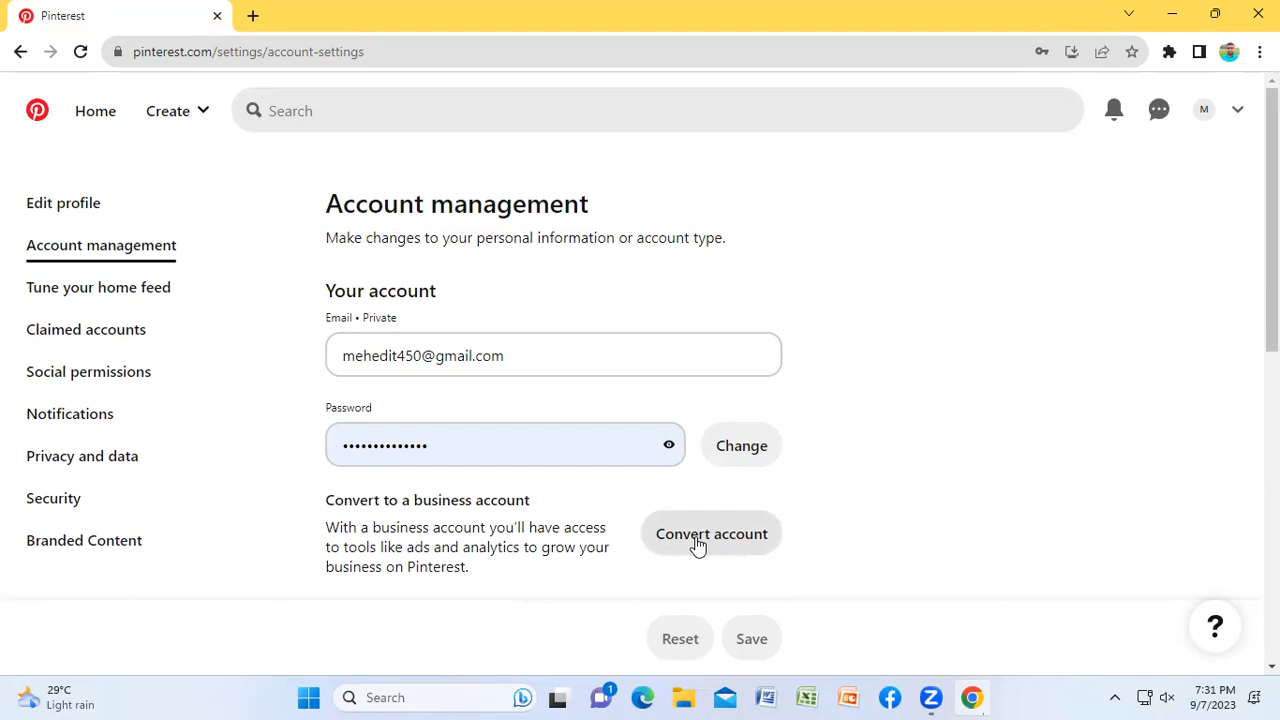 Pinterest
pinterest.com/settings/account-settings
Home
Create
Search
M
Edit profile
Account management
Tune your home feed
Claimed accounts
Social permissions
Notifications
Privacy and data
Security
Branded Content
Account management
Make changes to your personal information or account type.
Your account
Email • Private
mehedit450@gmail.com
Password
••••••••••••••
Change
Convert to a business account
With a business account you'll have access
to tools like ads and analytics to grow your
business on Pinterest.
Convert account
Reset
Save
?
29°C
Light rain
Search
1
7:31 PM
9/7/2023